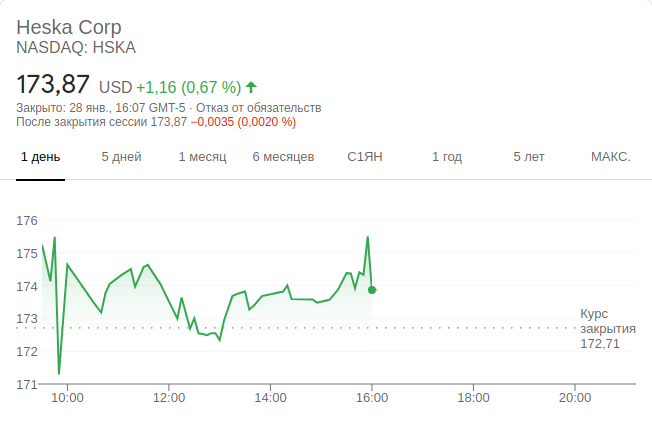 Heska Corp
NASDAQ: HSKA
173,87 USD +1,16 (0,67 %)
Закрыто: 28 янв., 16:07 GMT-5 · Отказ от обязательств
После закрытия сессии 173,87 −0,0035 (0,0020 %)
1 день 5 дней 1 месяц 6 месяцев С1ЯН 1 год 5 лет МАКС.
176
175
174
173
Курс
закрытия
172,71
172
171
10:00 12:00 14:00 16:00 18:00 20:00